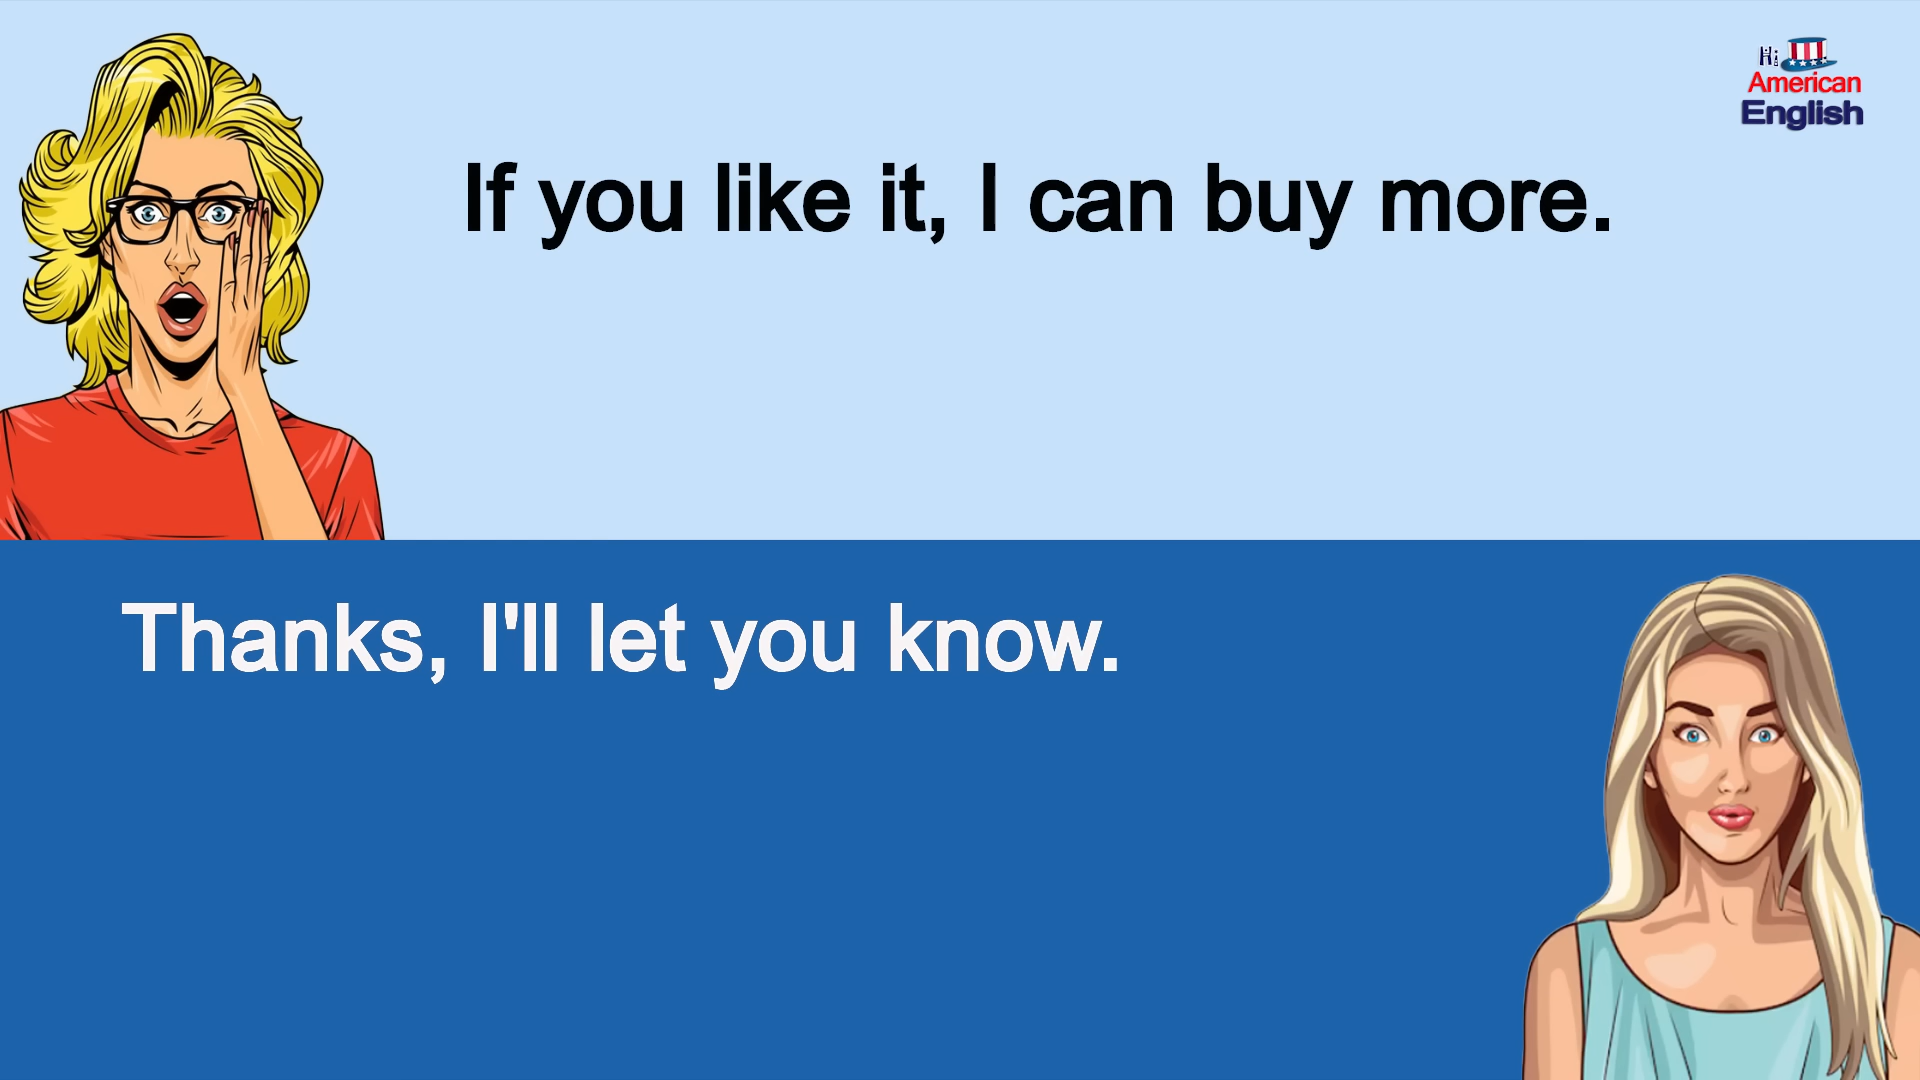 Hi
American
English
If you like it, I can buy more.
Thanks, I'll let you know.